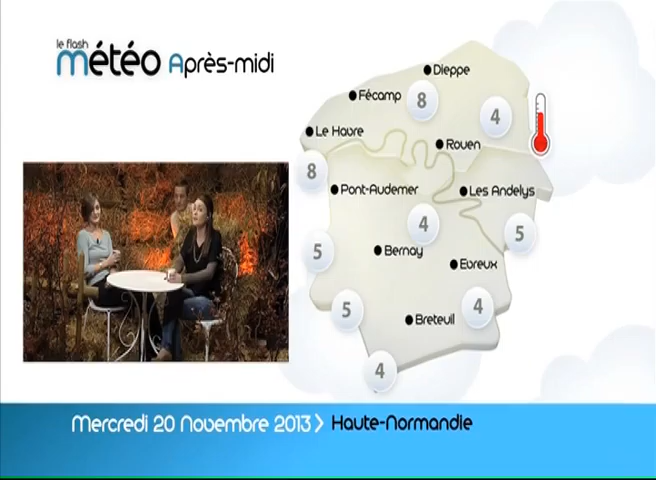 le flash
météo Après-midi
Dieppe
Fécamp
8
4
Le Havre
Rouen
8
Pont-Audemer
Les Andelys
4
5
5
Bernay
Evreux
5
4
Breteuil
4
Mercredi 20 Novembre 2013 > Haute-Normandie